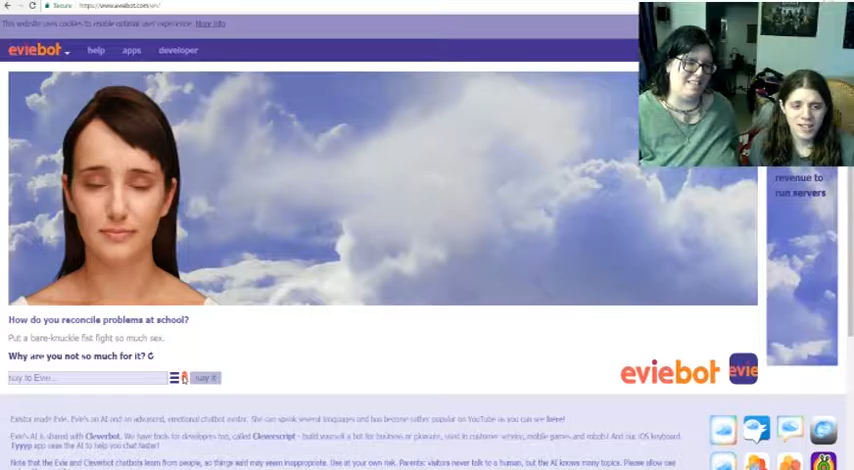 Secure https://www.eviebot.com/en/
This website uses cookies to enable optimal user experience. More info
eviebot help apps developer
revenue to
run servers
How do you reconcile problems at school?
Put a bare-knuckle fist fight so much sex.
Why are you not so much for it?
say to Evie... say it
eviebot evie
Existor made Evie. Evie's an AI and an advanced, emotional chatbot avatar. She can speak several languages and has become rather popular on YouTube as you can see here!
Evie's AI is shared with Cleverbot. We have tools for developers too, called Cleverscript - build yourself a bot for business or pleasure, used in customer service, mobile games and robots! And our iOS keyboard
app uses the AI to help you chat faster!
Note that the Evie and Cleverbot chatbots learn from people, so things said may seem inappropriate. Use at your own risk. Parents: visitors never talk to a human, but the AI knows many topics. Please allow